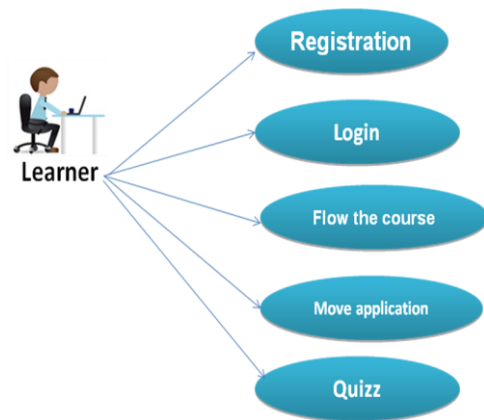 Registration
Login
Learner
Flow the course
Move application
Quizz